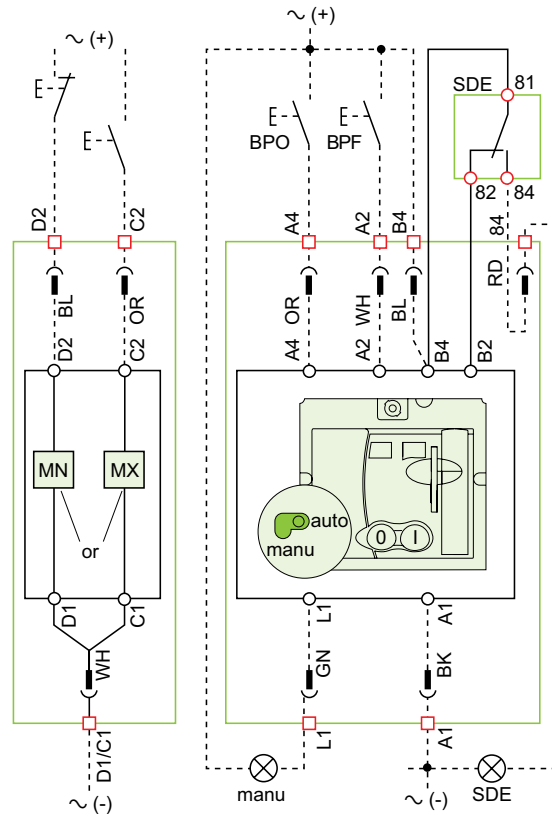 ∼ (+)
∼ (+)
SDE
81
BPO
BPF
82
84
D2
C2
A4
A2
B4
84
BL
OR
OR
WH
BL
RD
D2
C2
A4
A2
B4
B2
MN
MX
or
auto
manu
0
I
D1
C1
L1
A1
WH
GN
BK
D1/C1
L1
A1
manu
SDE
∼ (-)
∼ (-)